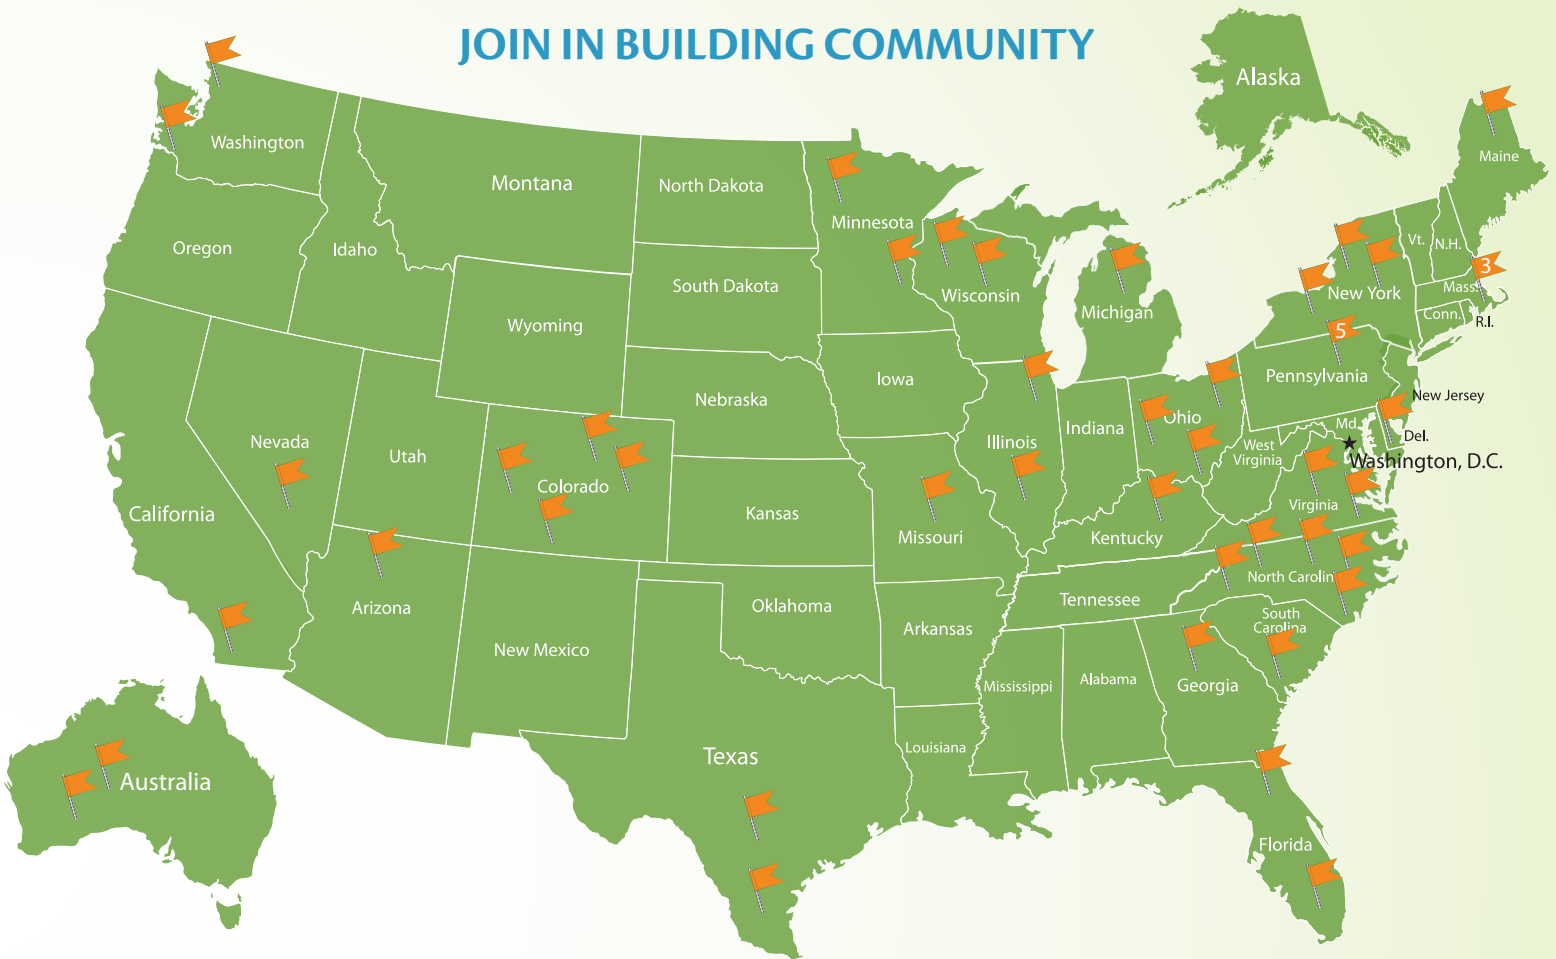 JOIN IN BUILDING COMMUNITY
Alaska
Washington
Maine
Montana
North Dakota
Minnesota
Oregon
Idaho
Vt.
N.H.
3
South Dakota
Wisconsin
Michigan
New York
Mass.
Conn.
R.I.
Wyoming
5
Iowa
Pennsylvania
Nebraska
New Jersey
Nevada
Utah
Illinois
Indiana
Ohio
Md.
Del.
West
Virginia
Washington, D.C.
Colorado
California
Kansas
Missouri
Kentucky
Virginia
Arizona
Oklahoma
Tennessee
North Carolin
New Mexico
Arkansas
South
Carolina
Mississippi
Alabama
Georgia
Texas
Louisiana
Australia
Florida